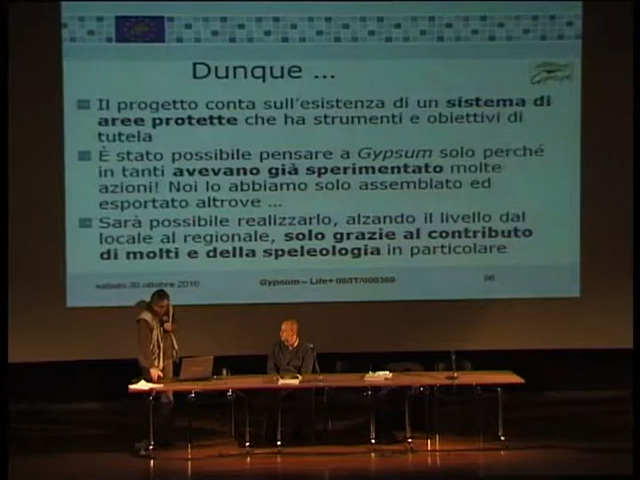 Dunque ...
Il progetto conta sull'esistenza di un sistema di
aree protette che ha strumenti e obiettivi di
tutela
È stato possibile pensare a Gypsum solo perché
in tanti avevano già sperimentato molte
azioni! Noi lo abbiamo solo assemblato ed
esportato altrove ...
Sarà possibile realizzarlo, alzando il livello dal
locale al regionale, solo grazie al contributo
di molti e della speleologia in particolare
sabato 30 ottobre 2010
Gypsum – Life+ 08/IT/000369